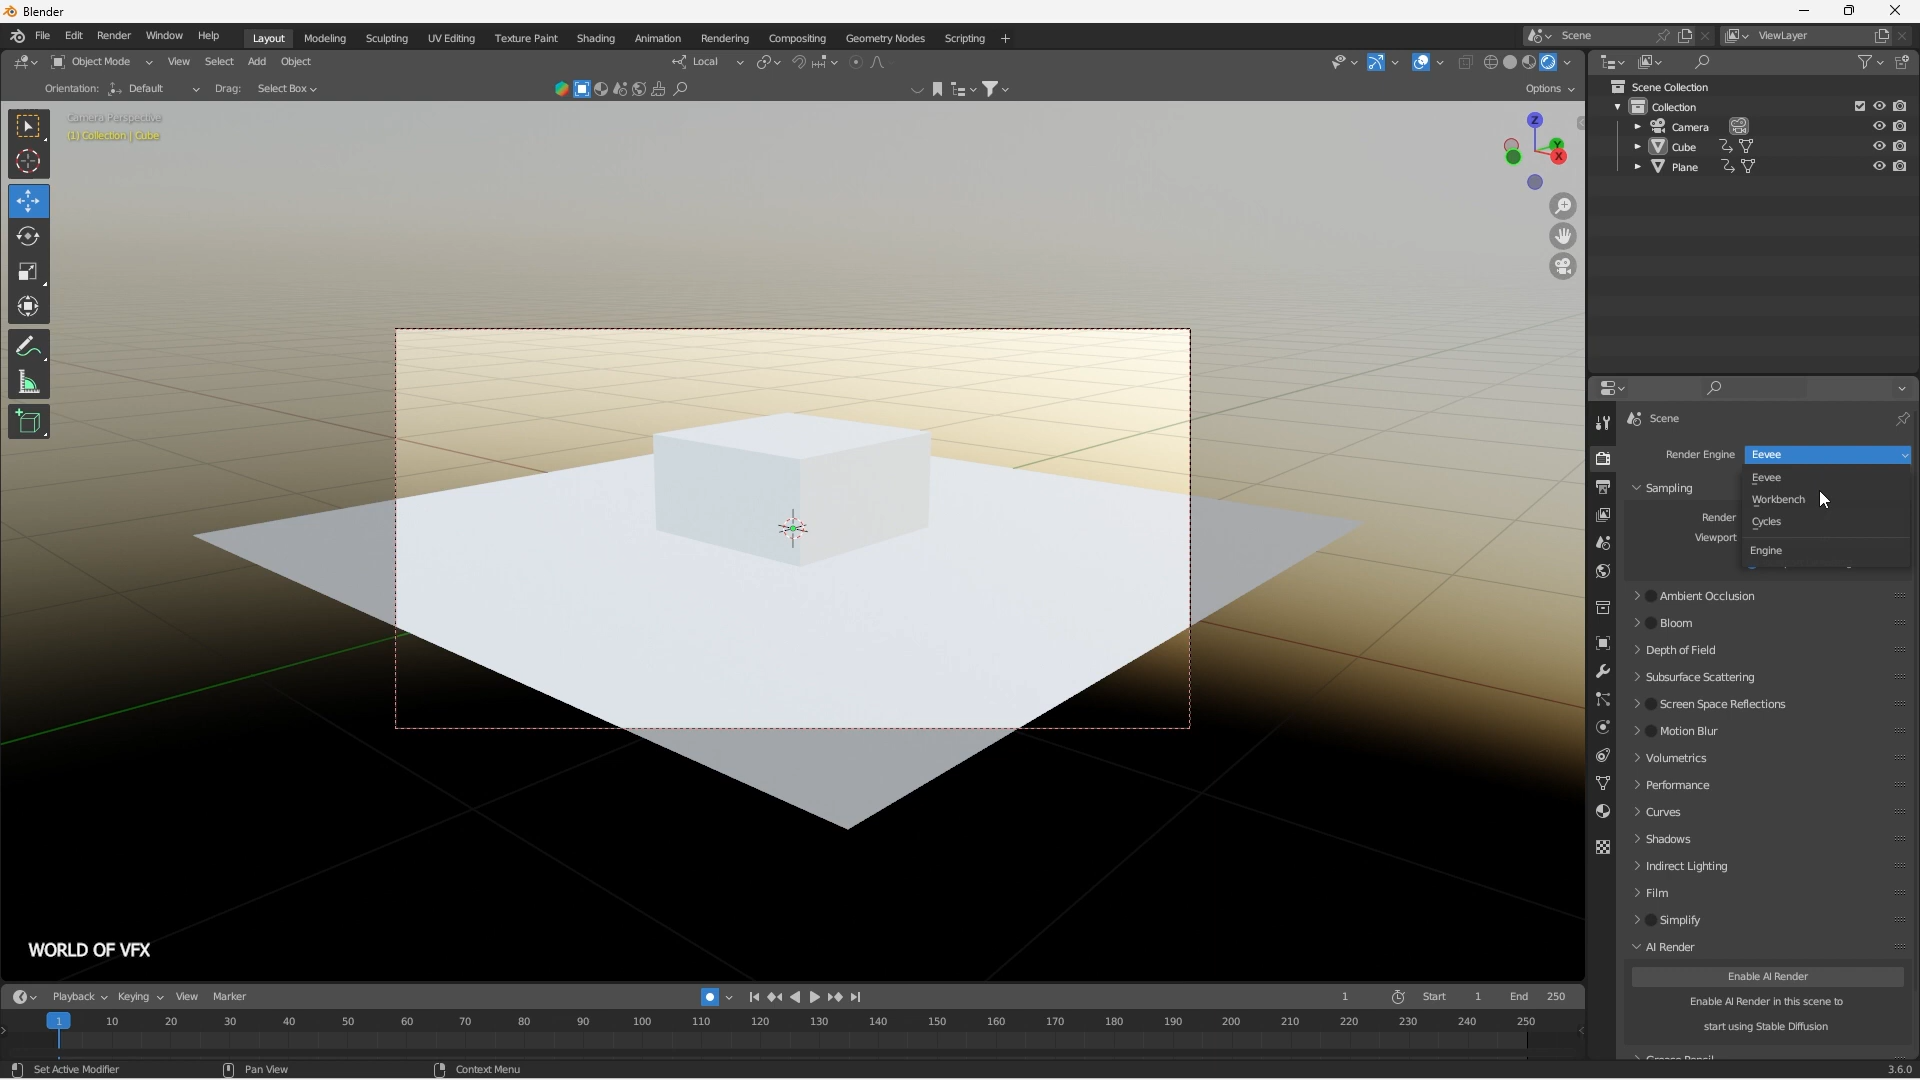 Blender
File Edit Render Window Help Layout Modeling Sculpting UV Editing Texture Paint Shading Animation Rendering Compositing Geometry Nodes Scripting + Scene ViewLayer
Object Mode View Select Add Object Local
Orientation: Default Drag: Select Box Options
Camera Perspective
(1) Collection | Cube
Z
Y
X
WORLD OF VFX
Scene Collection
Collection
Camera
Cube
Plane
Scene
Render Engine Eevee
Eevee
Workbench
Cycles
Engine
Sampling
Render
Viewport
Ambient Occlusion
Bloom
Depth of Field
Subsurface Scattering
Screen Space Reflections
Motion Blur
Volumetrics
Performance
Curves
Shadows
Indirect Lighting
Film
Simplify
AI Render
Enable AI Render
Enable AI Render in this scene to
start using Stable Diffusion
Playback Keying View Marker 1 Start 1 End 250
1 10 20 30 40 50 60 70 80 90 100 110 120 130 140 150 160 170 180 190 200 210 220 230 240 250
Set Active Modifier Pan View Context Menu 3.6.0